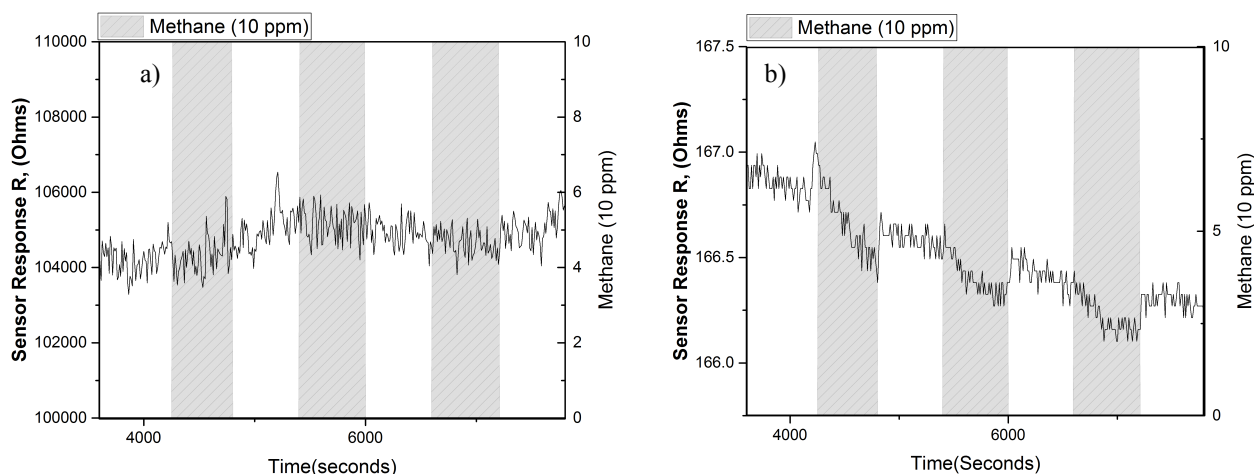 Methane (10 ppm)
a)
110000
108000
106000
104000
102000
100000
Sensor Response R, (Ohms)
10
8
6
4
2
0
Methane (10 ppm)
4000
6000
Time(seconds)
Methane (10 ppm)
b)
167.5
167.0
166.5
166.0
Sensor Response R, (Ohms)
10
5
0
Methane (10 ppm)
4000
6000
Time(Seconds)